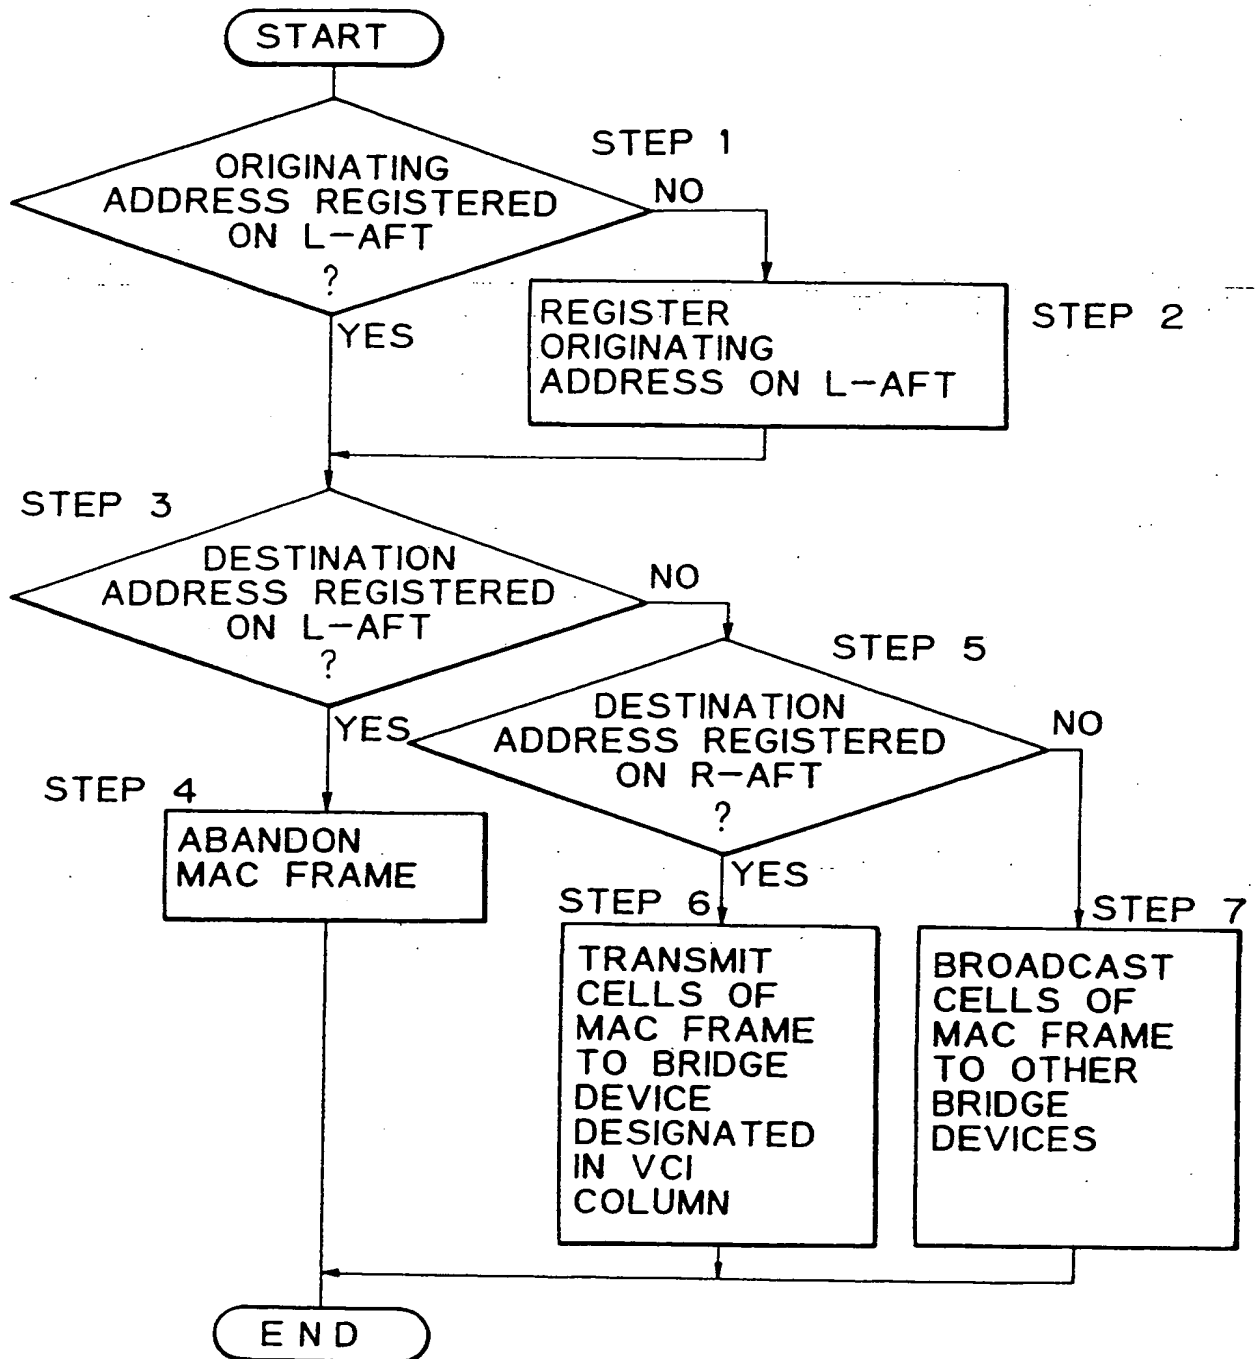 START
STEP 1
ORIGINATING
ADDRESS REGISTERED
ON L-AFT
?
NO
YES
REGISTER
ORIGINATING
ADDRESS ON L-AFT
STEP 2
STEP 3
DESTINATION
ADDRESS REGISTERED
ON L-AFT
?
NO
YES
STEP 4
ABANDON
MAC FRAME
STEP 5
DESTINATION
ADDRESS REGISTERED
ON R-AFT
?
NO
YES
STEP 6
TRANSMIT
CELLS OF
MAC FRAME
TO BRIDGE
DEVICE
DESIGNATED
IN VCI
COLUMN
STEP 7
BROADCAST
CELLS OF
MAC FRAME
TO OTHER
BRIDGE
DEVICES
END